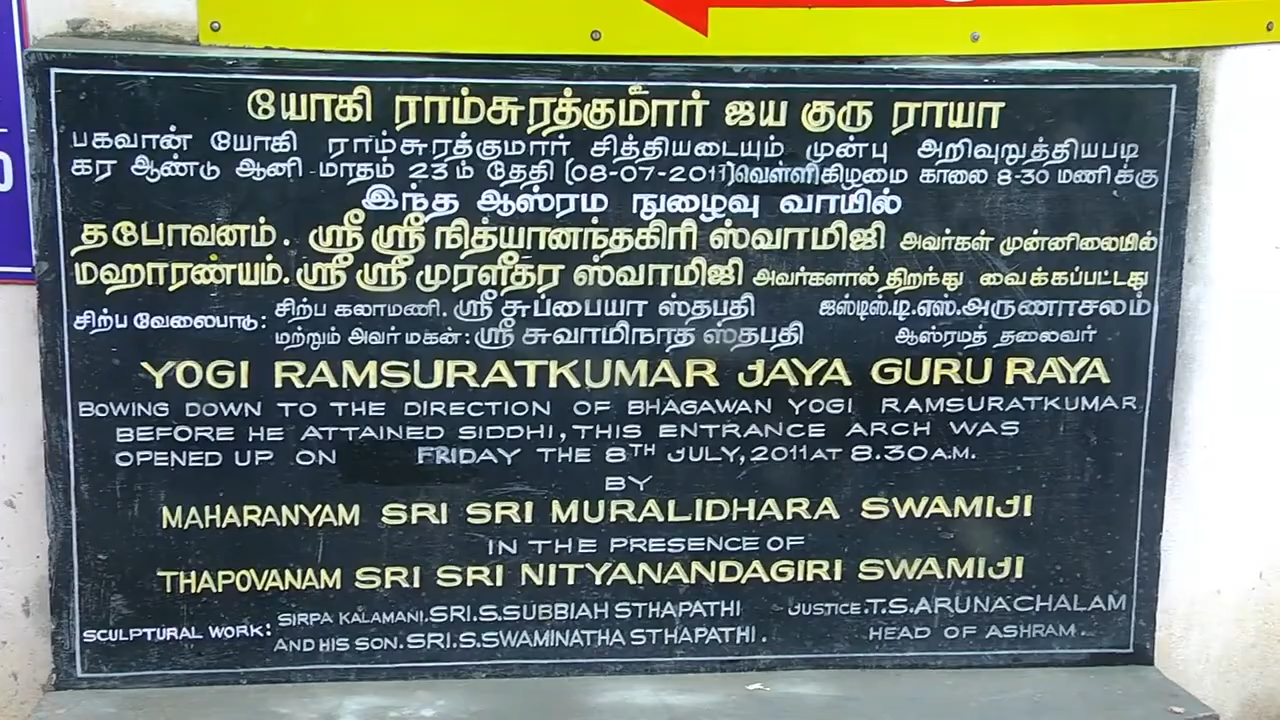 யோகி ராம்சுரத்குமார் ஜய குரு ராயா
பகவான் யோகி ராம்சுரத்குமார் சித்தியடையும் முன்பு அறிவுறுத்தியபடி
கர ஆண்டு ஆனி மாதம் 23ம் தேதி (08-07-2011) வெள்ளிகிழமை காலை 8-30 மணிக்கு
இந்த ஆஸ்ரம நுழைவு வாயில்
தபோவனம். ஸ்ரீ ஸ்ரீ நித்யானந்தகிரி ஸ்வாமிஜி அவர்கள் முன்னிலையில்
மஹாரண்யம். ஸ்ரீ ஸ்ரீ முரளீதர ஸ்வாமிஜி அவர்களால் திறந்து வைக்கப்பட்டது
சிற்ப வேலைபாடு: சிற்ப கலாமணி. ஸ்ரீ சுப்பையா ஸ்தபதி
மற்றும் அவர் மகன்: ஸ்ரீ சுவாமிநாத ஸ்தபதி
ஜஸ்டிஸ்.டி.எஸ்.அருணாசலம்
ஆஸ்ரமத் தலைவர்
YOGI RAMSURATKUMAR JAYA GURU RAYA
BOWING DOWN TO THE DIRECTION OF BHAGAWAN YOGI RAMSURATKUMAR
BEFORE HE ATTAINED SIDDHI, THIS ENTRANCE ARCH WAS
OPENED UP ON FRIDAY THE 8TH JULY, 2011 AT 8.30 A.M.
BY
MAHARANYAM SRI SRI MURALIDHARA SWAMIJI
IN THE PRESENCE OF
THAPOVANAM SRI SRI NITYANANDAGIRI SWAMIJI
SCULPTURAL WORK: SIRPA KALAMANI. SRI.S.SUBBIAH STHAPATHI
AND HIS SON. SRI.S.SWAMINATHA STHAPATHI.
JUSTICE.T.S.ARUNACHALAM
HEAD OF ASHRAM.